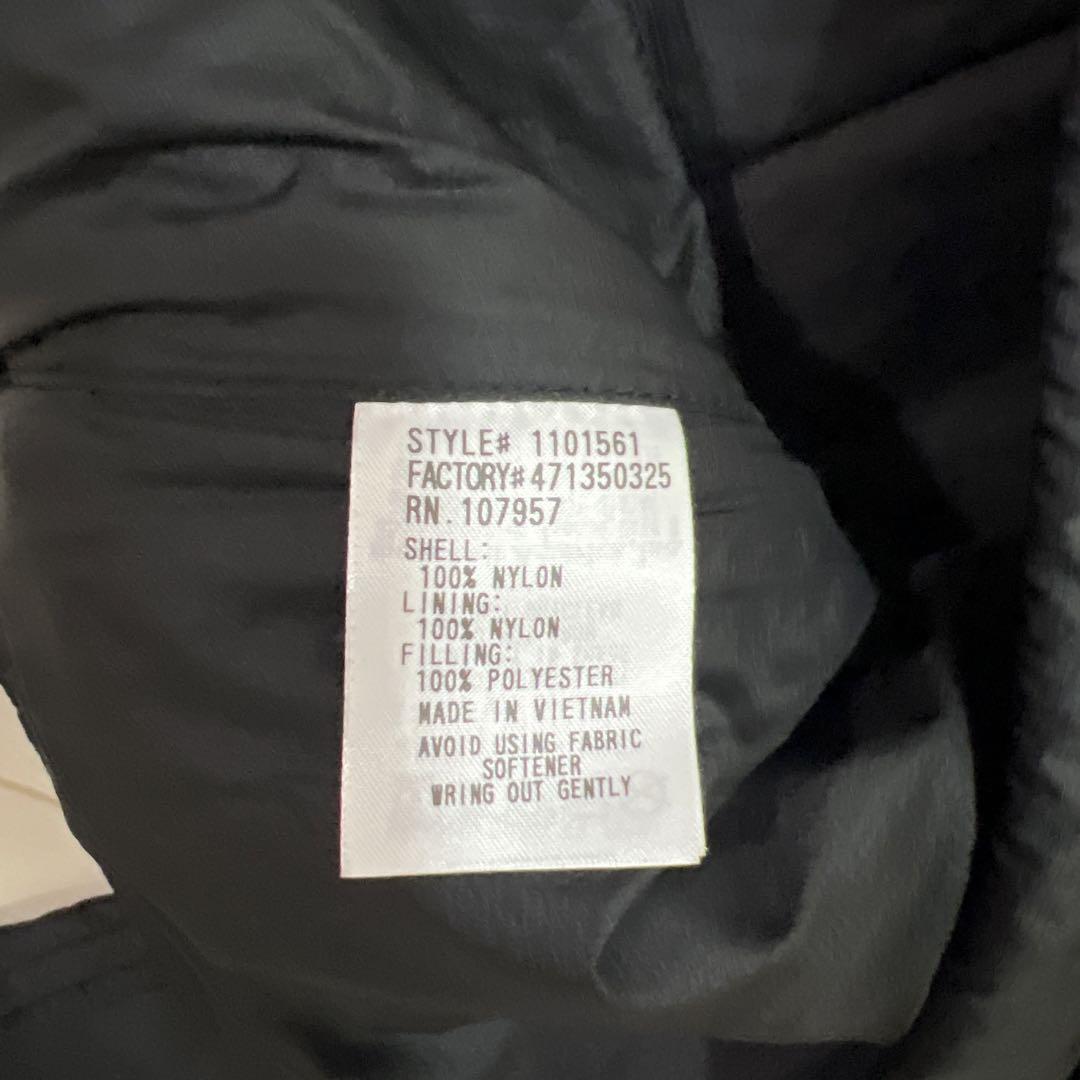 STYLE# 1101561
FACTORY#471350325
RN.107957
SHELL:
100% NYLON
LINING:
100% NYLON
FILLING:
100% POLYESTER
MADE IN VIETNAM
AVOID USING FABRIC
SOFTENER
WRING OUT GENTLY